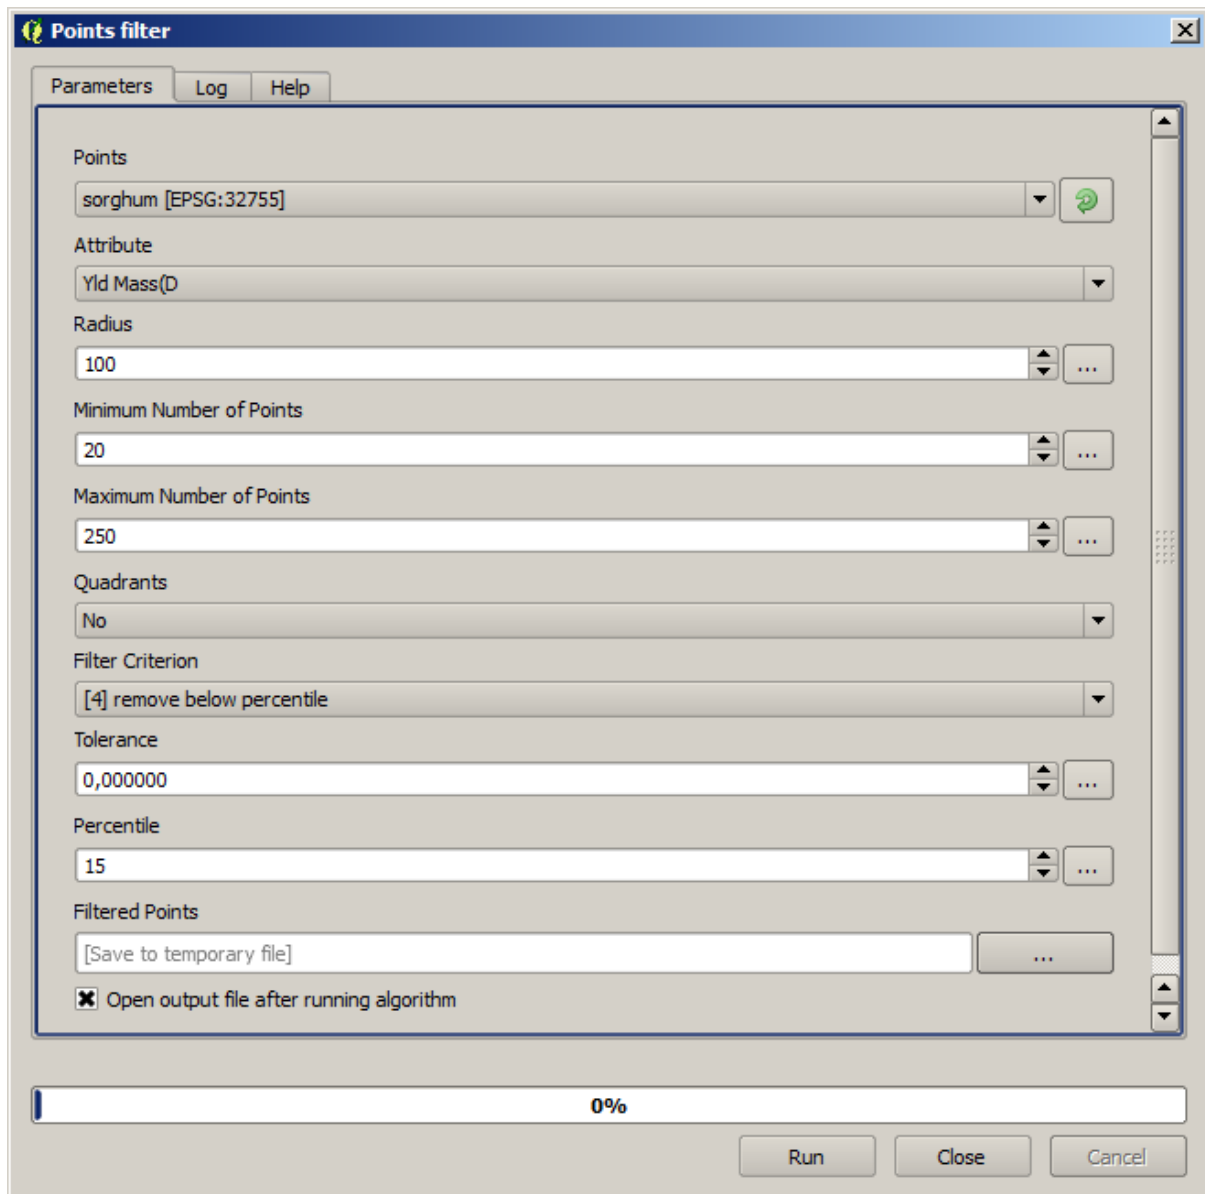 Points filter
Parameters Log Help
Points
sorghum [EPSG:32755]
Attribute
Yld Mass(D
Radius
100
...
Minimum Number of Points
20
...
Maximum Number of Points
250
...
Quadrants
No
Filter Criterion
[4] remove below percentile
Tolerance
0,000000
...
Percentile
15
...
Filtered Points
[Save to temporary file]
...
Open output file after running algorithm
0%
Run Close Cancel